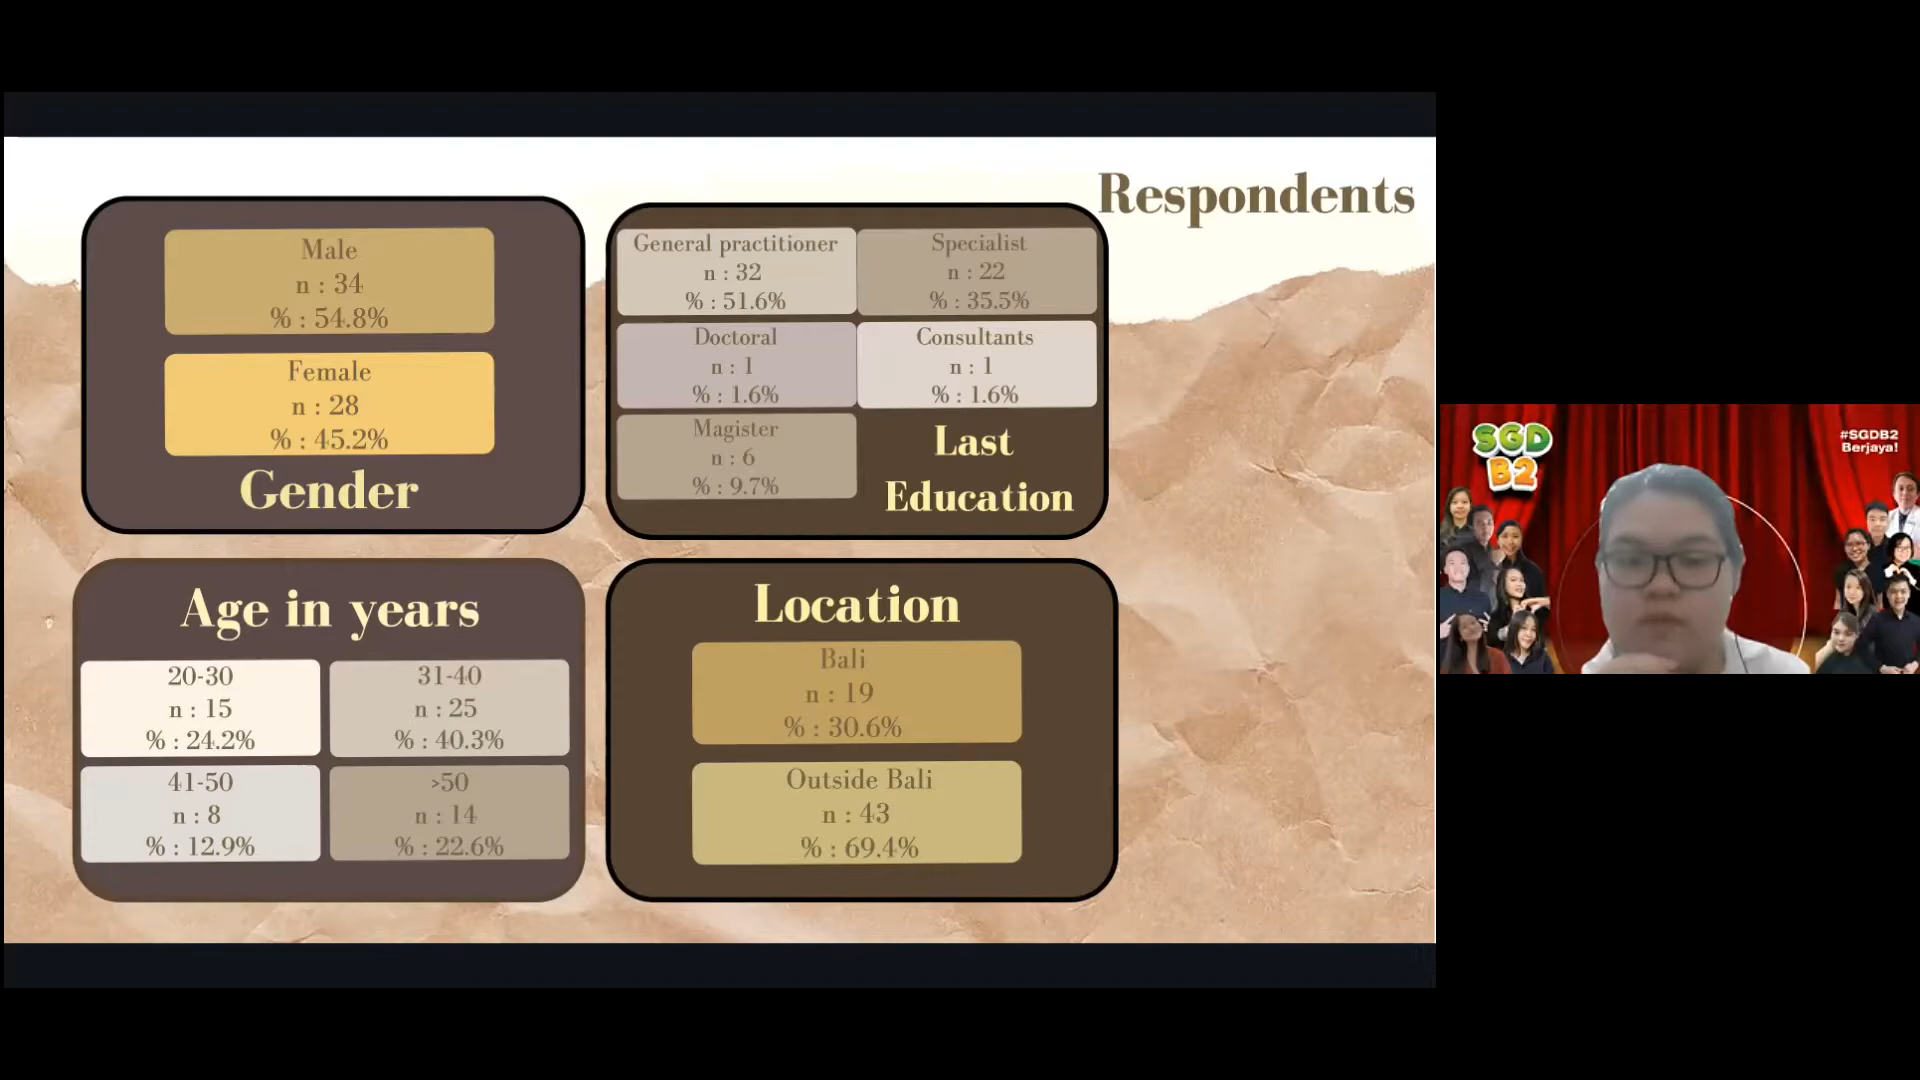 Respondents
Male
n : 34
% : 54.8%
Female
n : 28
% : 45.2%
Gender
General practitioner
n : 32
% : 51.6%
Specialist
n : 22
% : 35.5%
Doctoral
n : 1
% : 1.6%
Consultants
n : 1
% : 1.6%
Magister
n : 6
% : 9.7%
Last
Education
Age in years
20-30
n : 15
% : 24.2%
31-40
n : 25
% : 40.3%
41-50
n : 8
% : 12.9%
>50
n : 14
% : 22.6%
Location
Bali
n : 19
% : 30.6%
Outside Bali
n : 43
% : 69.4%
SGD
B2
#SGDB2
Berjaya!